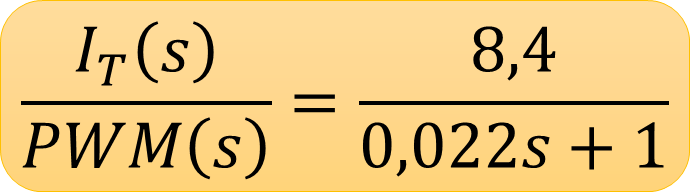 I_T(s) / PWM(s) = 8,4 / 0,022s + 1